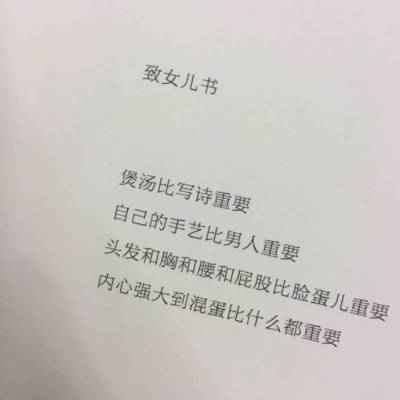 致女儿书
煲汤比写诗重要
自己的手艺比男人重要
头发和胸和腰和屁股比脸蛋儿重要
内心强大到混蛋比什么都重要